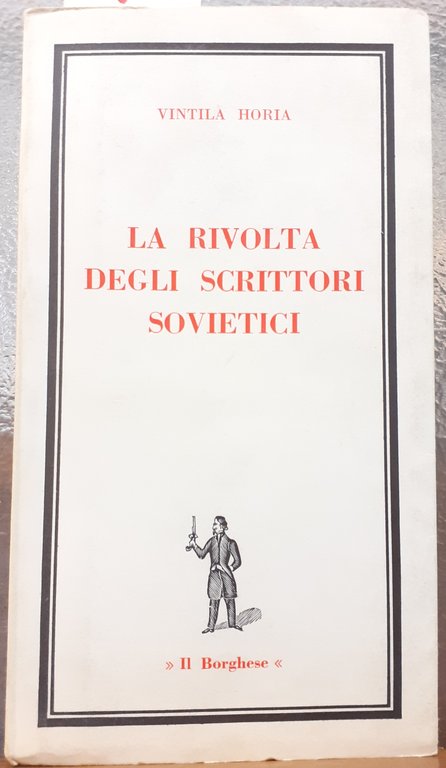 VINTILA HORIA
LA RIVOLTA
DEGLI SCRITTORI
SOVIETICI
» Il Borghese «